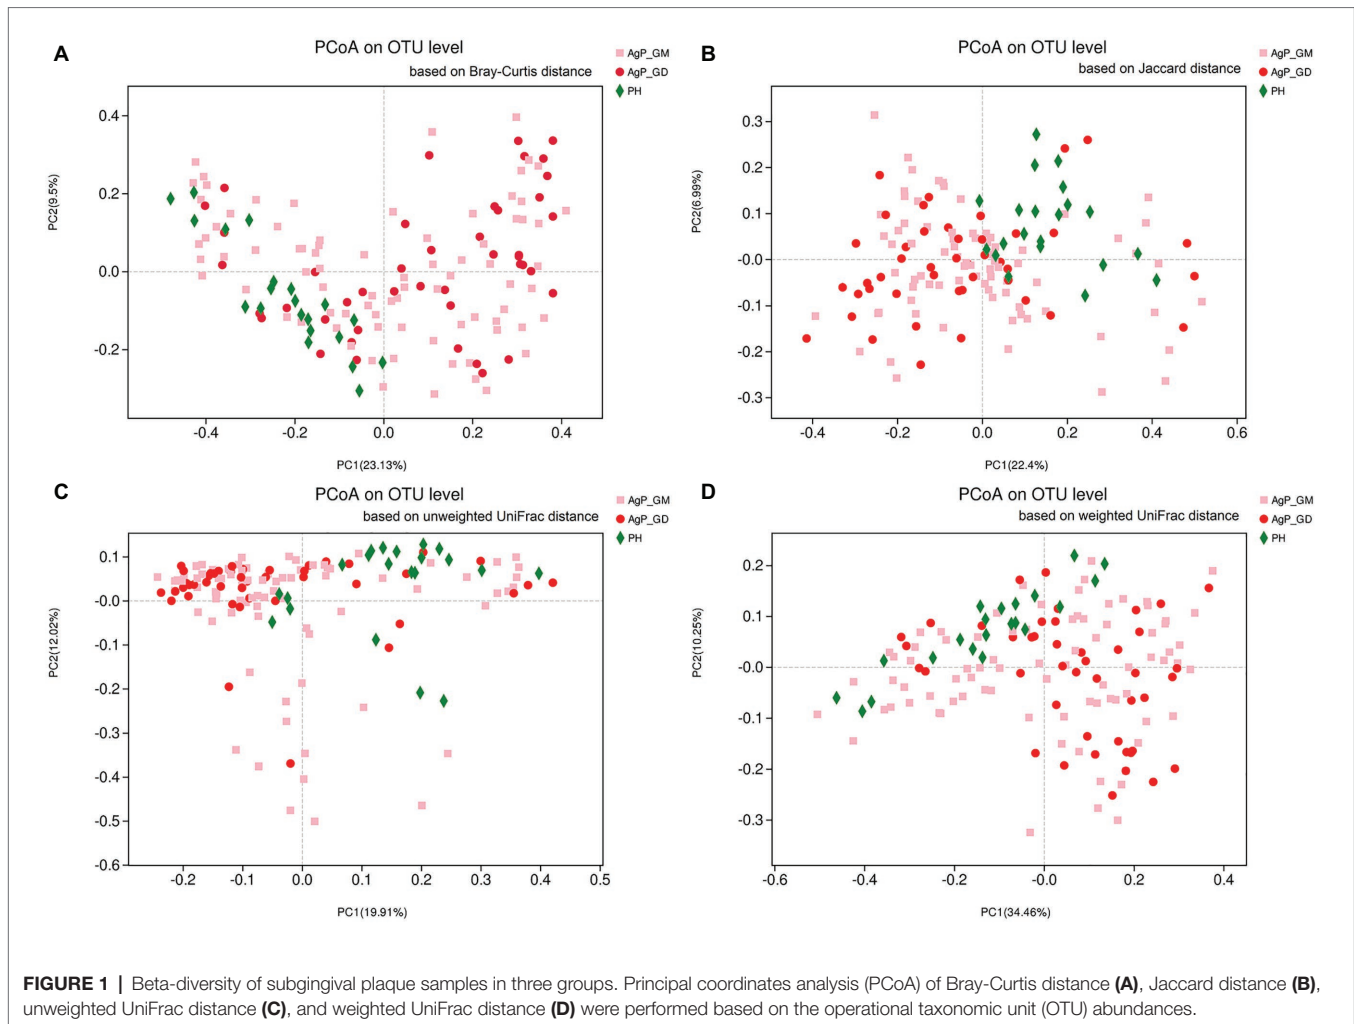 A
PCoA on OTU level
based on Bray-Curtis distance
AgP_GM
AgP_GD
PH
PC2(9.5%)
0.4
0.2
0.0
-0.2
-0.4
-0.2
0.0
0.2
0.4
PC1(23.13%)
B
PCoA on OTU level
based on Jaccard distance
AgP_GM
AgP_GD
PH
PC2(6.99%)
0.3
0.2
0.1
-0.0
-0.1
-0.2
-0.3
-0.4
-0.2
0.0
0.2
0.4
0.6
PC1(22.4%)
C
PCoA on OTU level
based on unweighted UniFrac distance
AgP_GM
AgP_GD
PH
PC2(12.02%)
0.1
-0.0
-0.1
-0.2
-0.3
-0.4
-0.5
-0.6
-0.2
-0.1
0.0
0.1
0.2
0.3
0.4
0.5
PC1(19.91%)
D
PCoA on OTU level
based on weighted UniFrac distance
AgP_GM
AgP_GD
PH
PC2(10.25%)
0.2
0.1
-0.0
-0.1
-0.2
-0.3
-0.6
-0.4
-0.2
-0.0
0.2
0.4
PC1(34.46%)
FIGURE 1 | Beta-diversity of subgingival plaque samples in three groups. Principal coordinates analysis (PCoA) of Bray-Curtis distance (A), Jaccard distance (B),
unweighted UniFrac distance (C), and weighted UniFrac distance (D) were performed based on the operational taxonomic unit (OTU) abundances.